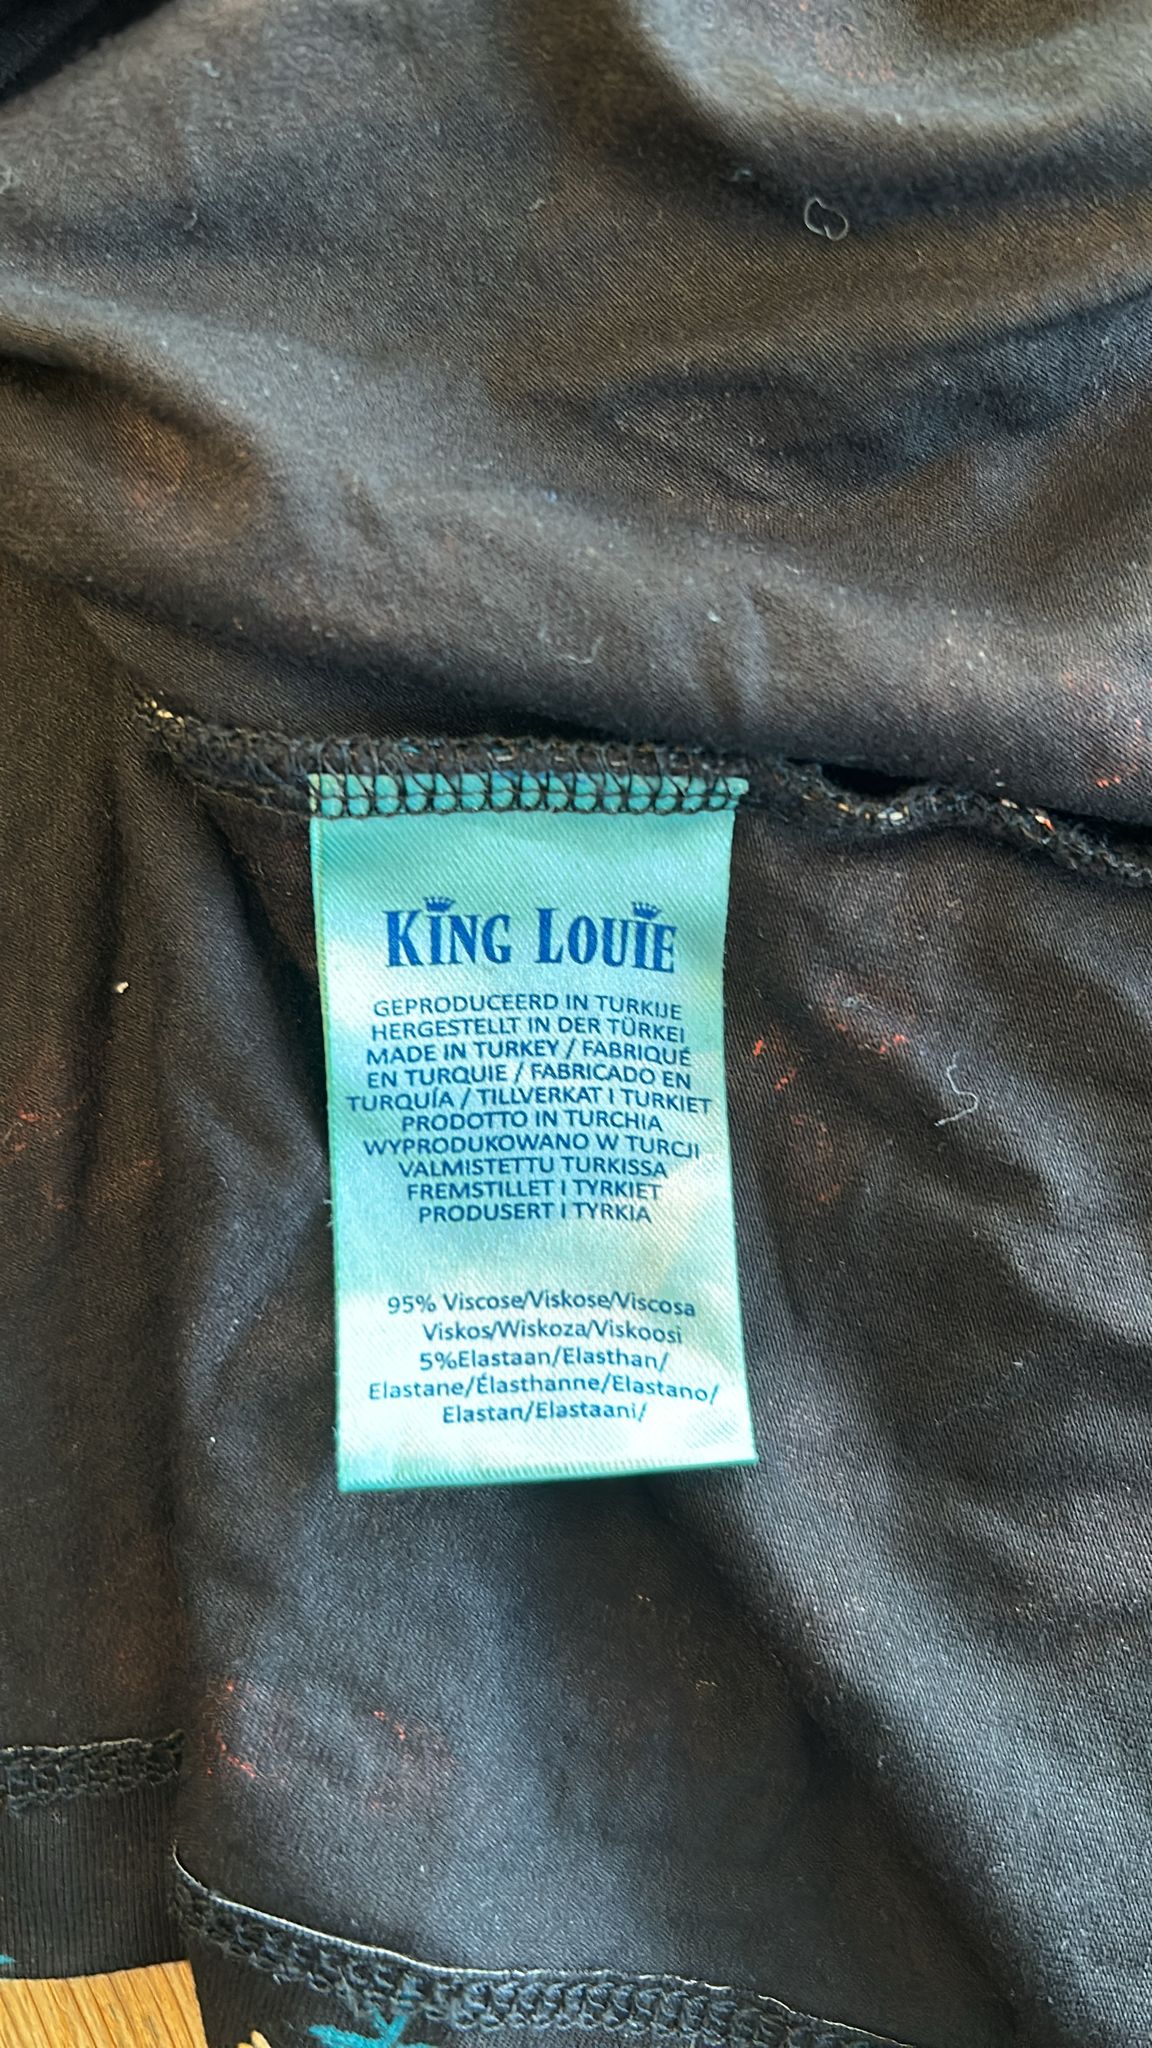 KING LOUIE
GEPRODUCEERD IN TURKIJE
HERGESTELLT IN DER TÜRKEI
MADE IN TURKEY / FABRIQUÉ
EN TURQUIE / FABRICADO EN
TURQUÍA / TILLVERKAT I TURKIET
PRODOTTO IN TURCHIA
WYPRODUKOWANO W TURCJI
VALMISTETTU TURKISSA
FREMSTILLET I TYRKIET
PRODUSERT I TYRKIA
95% Viscose/Viskose/Viscosa
Viskos/Wiskoza/Viskoosi
5%Elastaan/Elasthan/
Elastane/Élasthanne/Elastano/
Elastan/Elastaani/